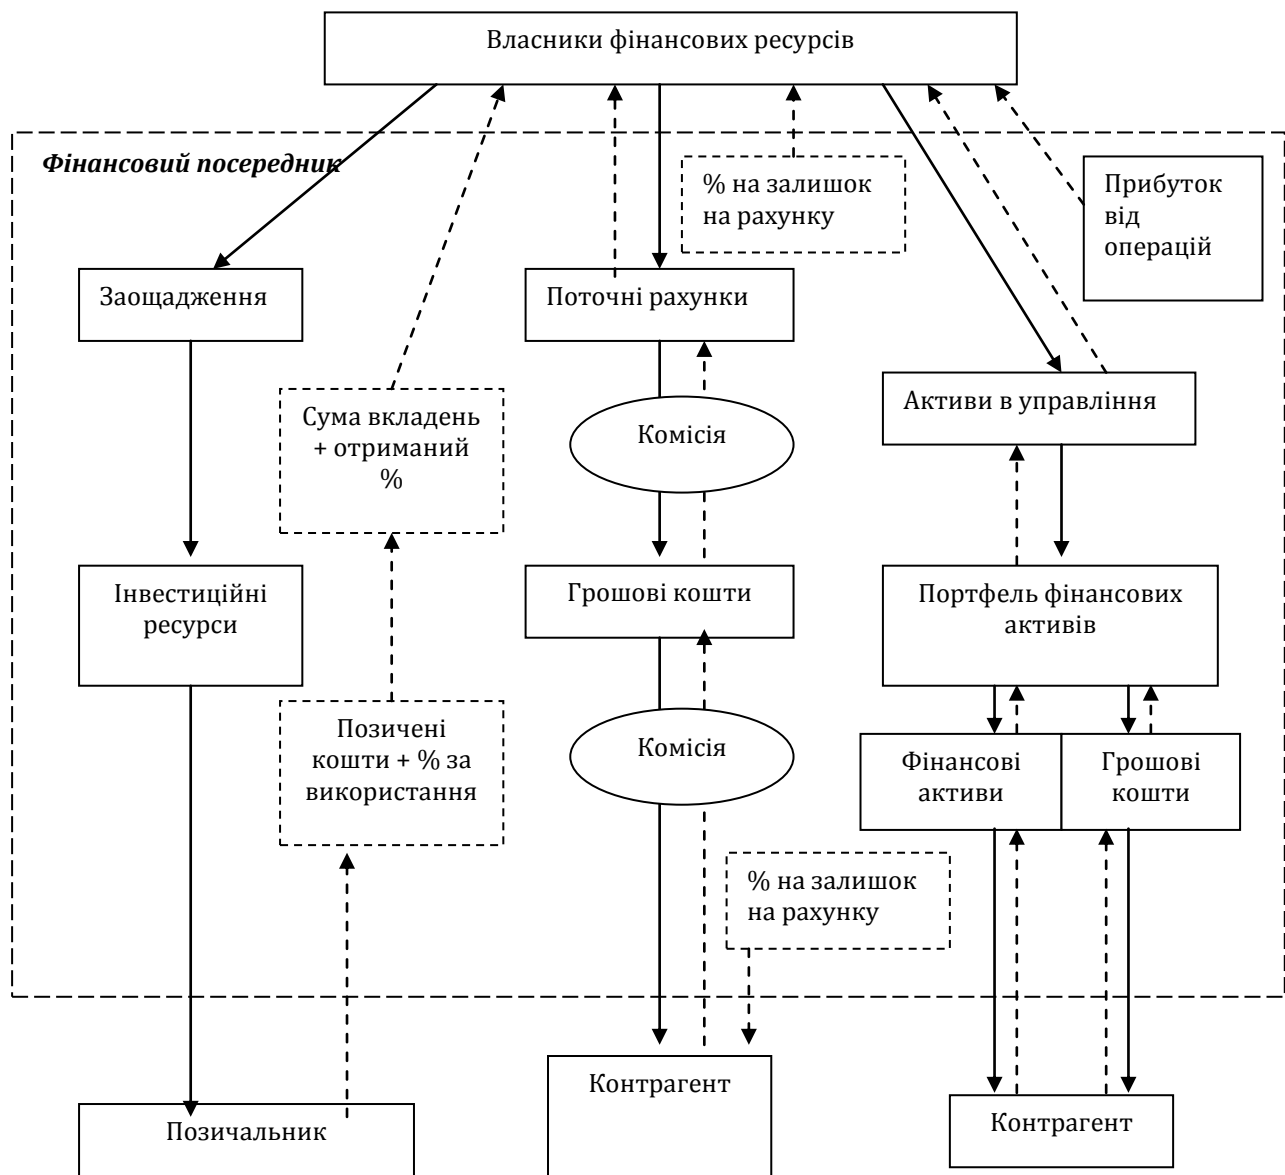 Власники фінансових ресурсів
Фінансовий посередник
% на залишок
на рахунку
Прибуток
від
операцій
Заощадження
Поточні рахунки
Активи в управління
Сума вкладень
+ отриманий
%
Комісія
Інвестиційні
ресурси
Грошові кошти
Портфель фінансових
активів
Позичені
кошти + % за
використання
Комісія
Фінансові
активи
Грошові
кошти
% на залишок
на рахунку
Контрагент
Позичальник
Контрагент